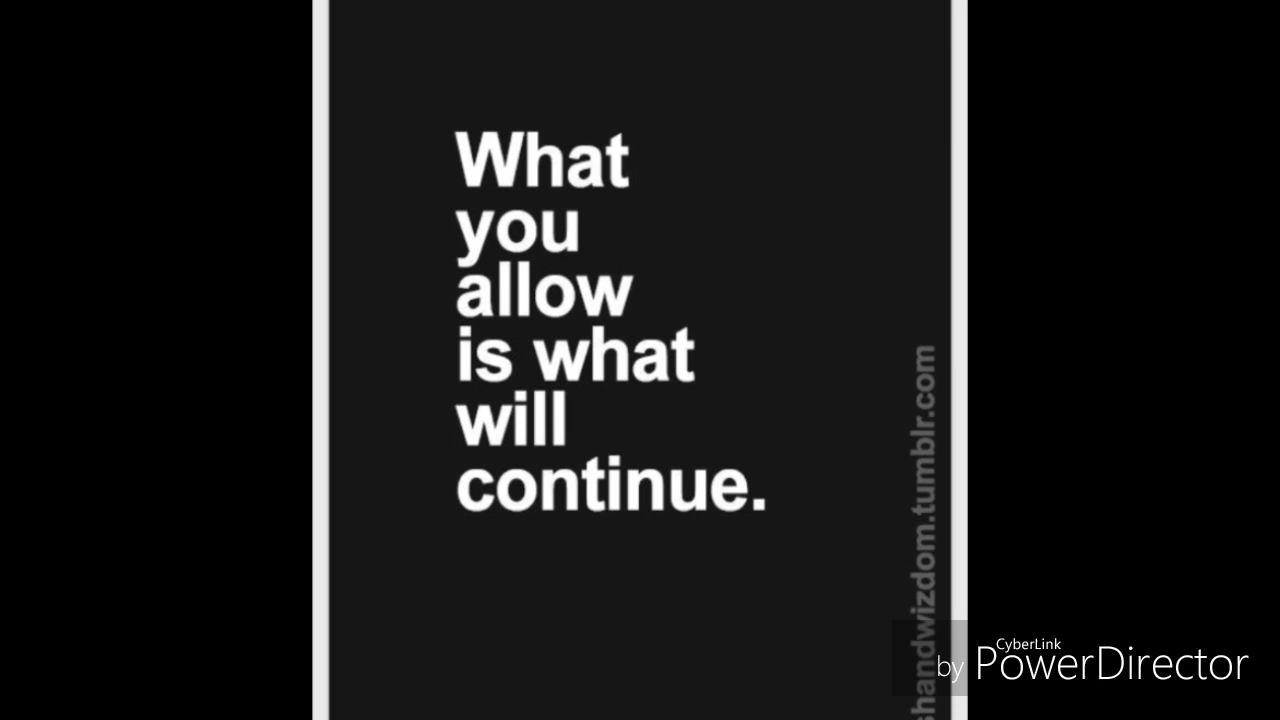 What
you
allow
is what
will
continue.
shandwizdom.tumblr.com
CyberLink
by PowerDirector